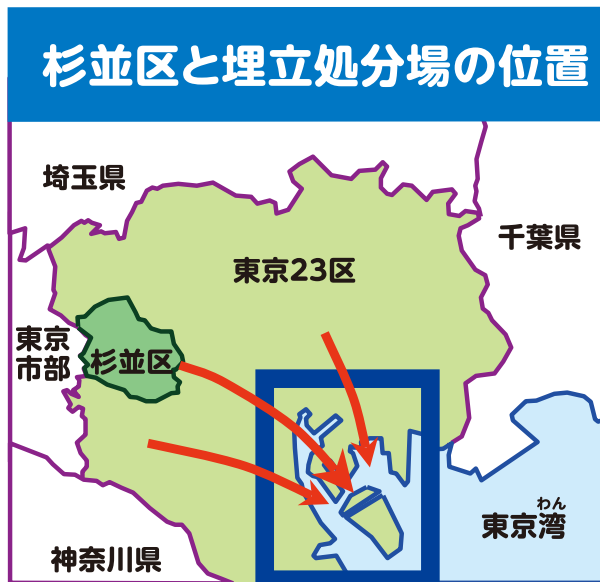 杉並区と埋立処分場の位置
埼玉県
千葉県
東京23区
東京
市部
杉並区
わん
東京湾
神奈川県